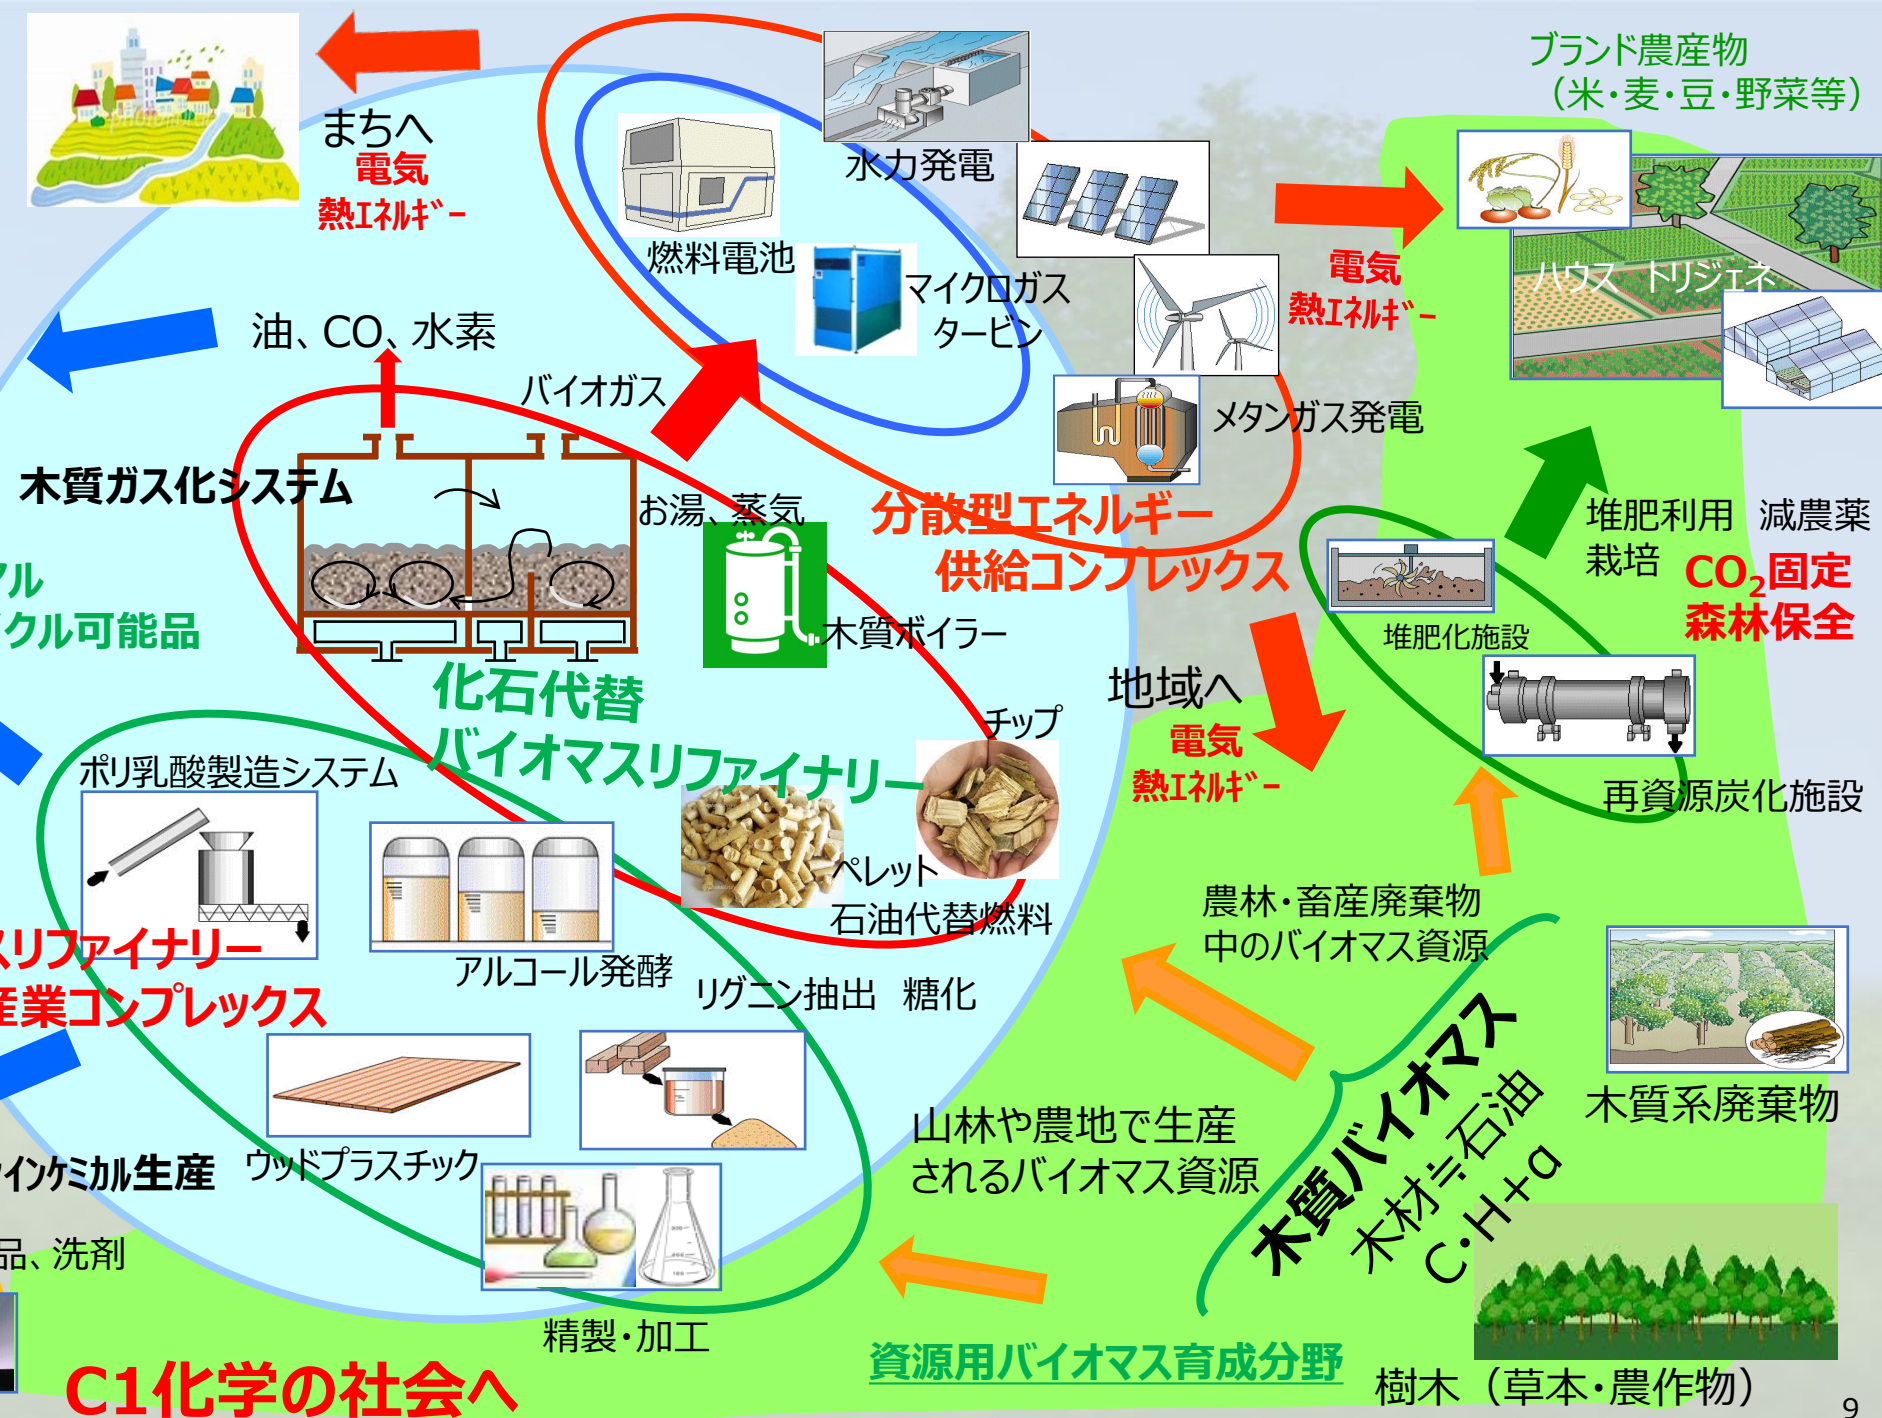 ブランド農産物
（米・麦・豆・野菜等）
まちへ
電気
熱エネルギー
水力発電
燃料電池
マイクロガス
タービン
電気
熱エネルギー
ハウス トリジェネ
油、CO、水素
バイオガス
メタンガス発電
木質ガス化システム
お湯、蒸気
分散型エネルギー
供給コンプレックス
堆肥利用 減農薬
栽培
CO2固定
森林保全
アル
クル可能品
木質ボイラー
堆肥化施設
化石代替
バイオマスリファイナリー
地域へ
電気
熱エネルギー
チップ
再資源炭化施設
ポリ乳酸製造システム
ペレット
石油代替燃料
農林・畜産廃棄物
中のバイオマス資源
スリファイナリー
産業コンプレックス
アルコール発酵
リグニン抽出 糖化
木質バイオマス
木材≒石油
C・H+α
木質系廃棄物
山林や農地で生産
されるバイオマス資源
インケミカル生産
ウッドプラスチック
品、洗剤
精製・加工
資源用バイオマス育成分野
樹木（草本・農作物）
C1化学の社会へ
9